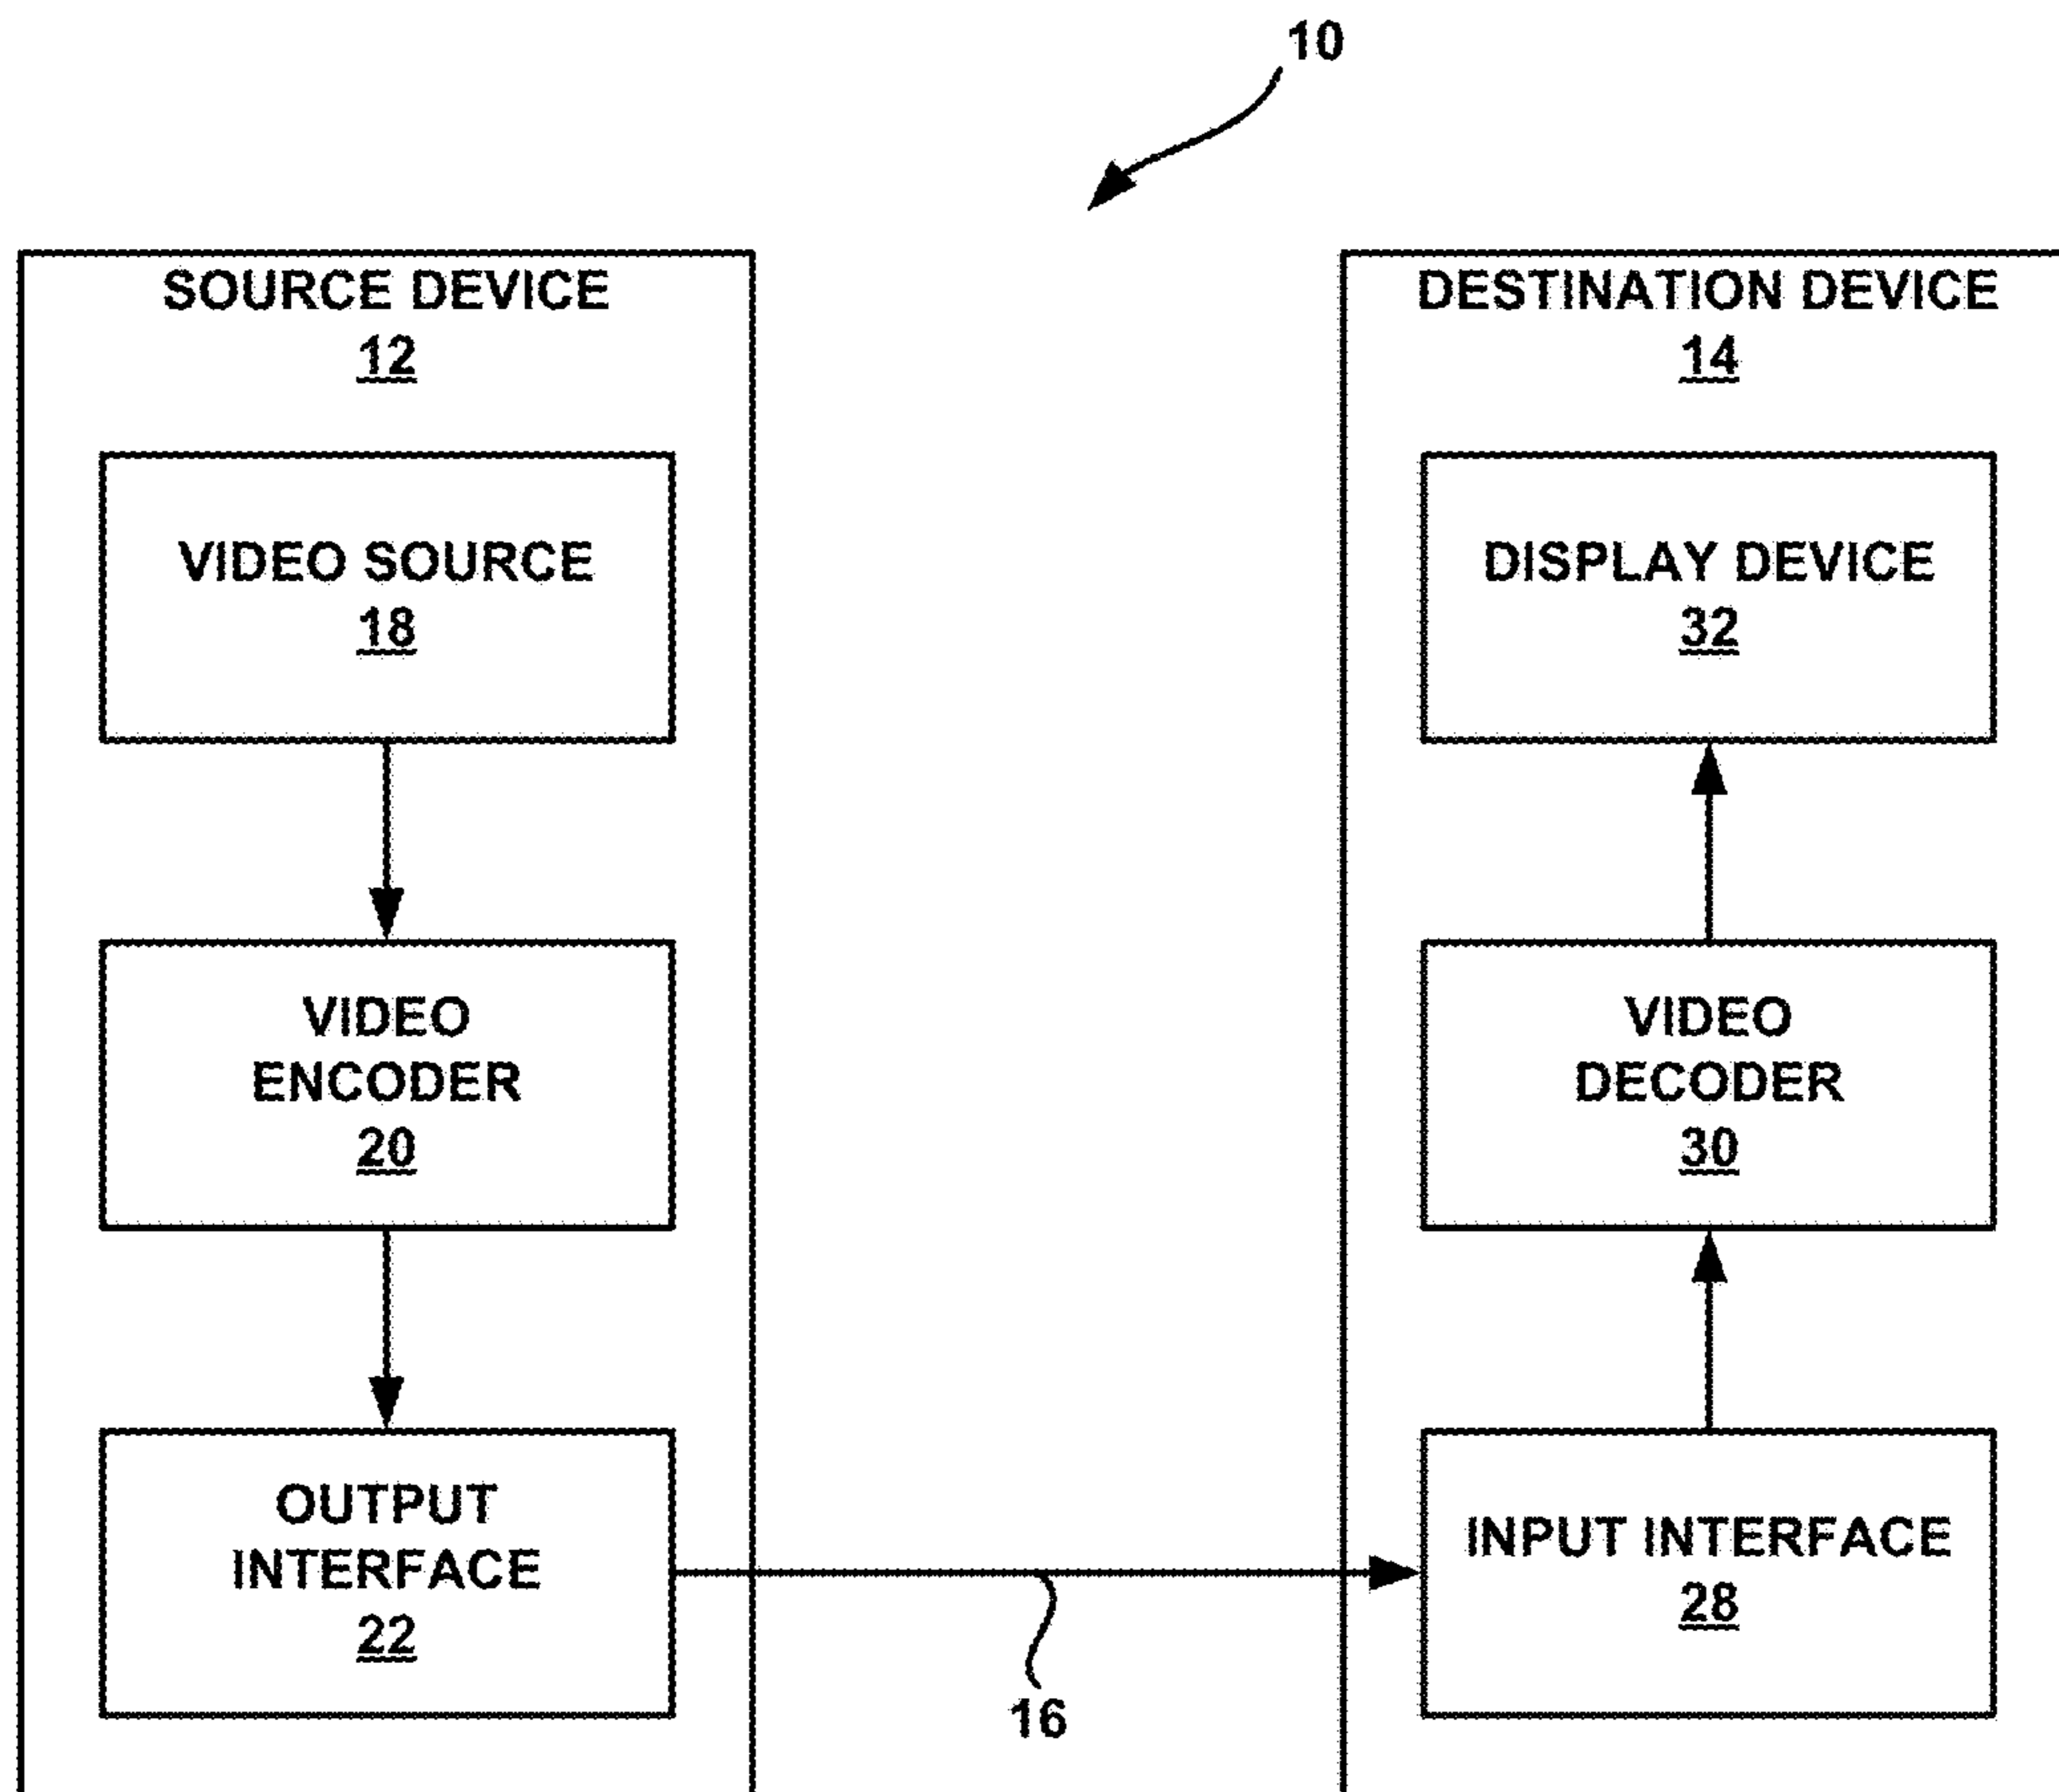 10
SOURCE DEVICE
12
VIDEO SOURCE
18
VIDEO
ENCODER
20
OUTPUT
INTERFACE
22
16
DESTINATION DEVICE
14
DISPLAY DEVICE
32
VIDEO
DECODER
30
INPUT INTERFACE
28